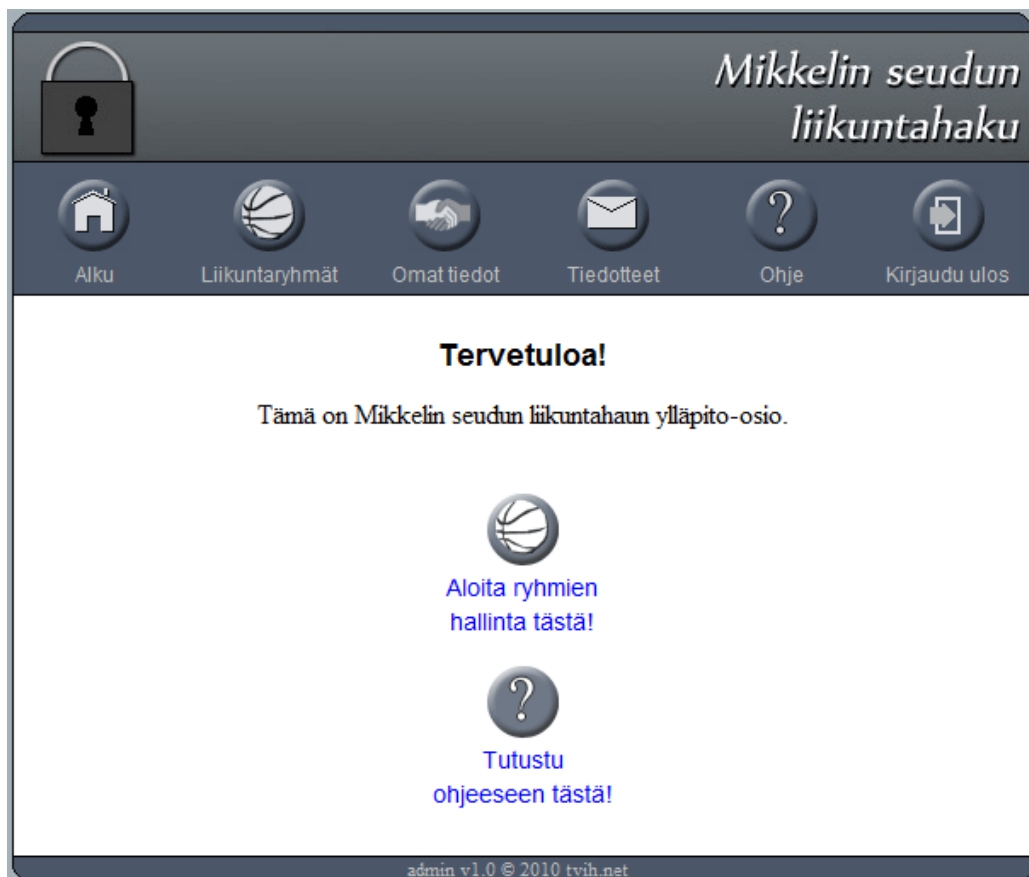 Mikkelin seudun
liikuntahaku
Alku Liikuntaryhmät Omat tiedot Tiedotteet Ohje Kirjaudu ulos
Tervetuloa!
Tämä on Mikkelin seudun liikuntahaun ylläpito-osio.
Aloita ryhmien
hallinta tästä!
Tutustu
ohjeeseen tästä!
admin v1.0 © 2010 tvih.net